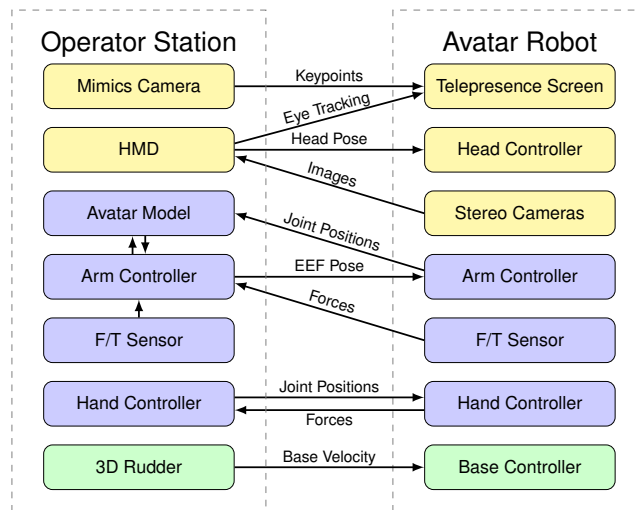 Operator Station
Avatar Robot
Mimics Camera
Keypoints
Telepresence Screen
Eye Tracking
HMD
Head Pose
Head Controller
Images
Avatar Model
Stereo Cameras
Joint Positions
Arm Controller
EEF Pose
Arm Controller
Forces
F/T Sensor
F/T Sensor
Hand Controller
Joint Positions
Forces
Hand Controller
3D Rudder
Base Velocity
Base Controller